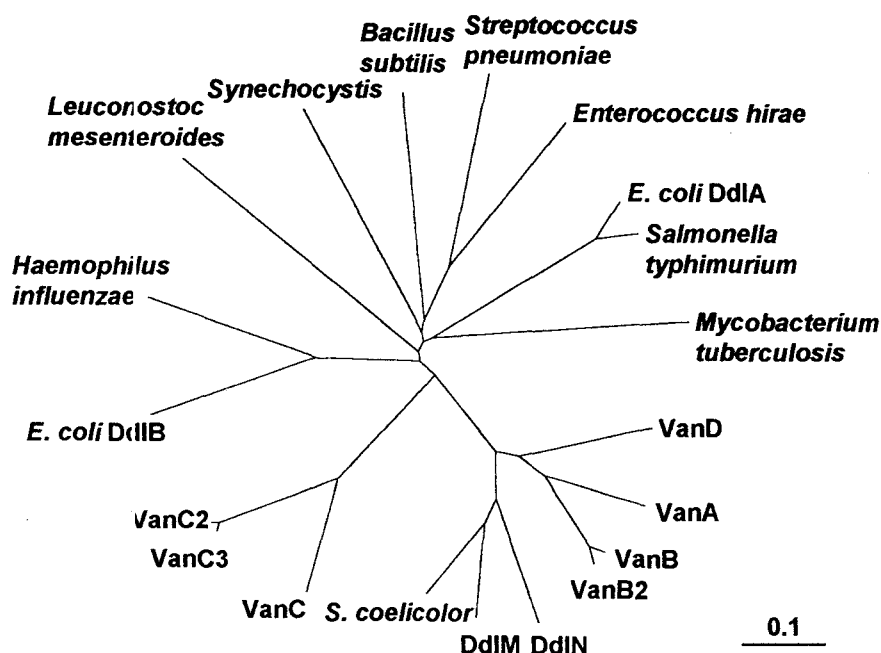 Streptococcus
pneumoniae
Bacillus
subtilis
Synechocystis
Leuconostoc
mesenteroides
Enterococcus hirae
E. coli DdlA
Salmonella
typhimurium
Haemophilus
influenzae
Mycobacterium
tuberculosis
E. coli DdlB
VanD
VanA
VanC2
VanC3
VanB
VanB2
VanC
S. coelicolor
DdlM DdlN
0.1